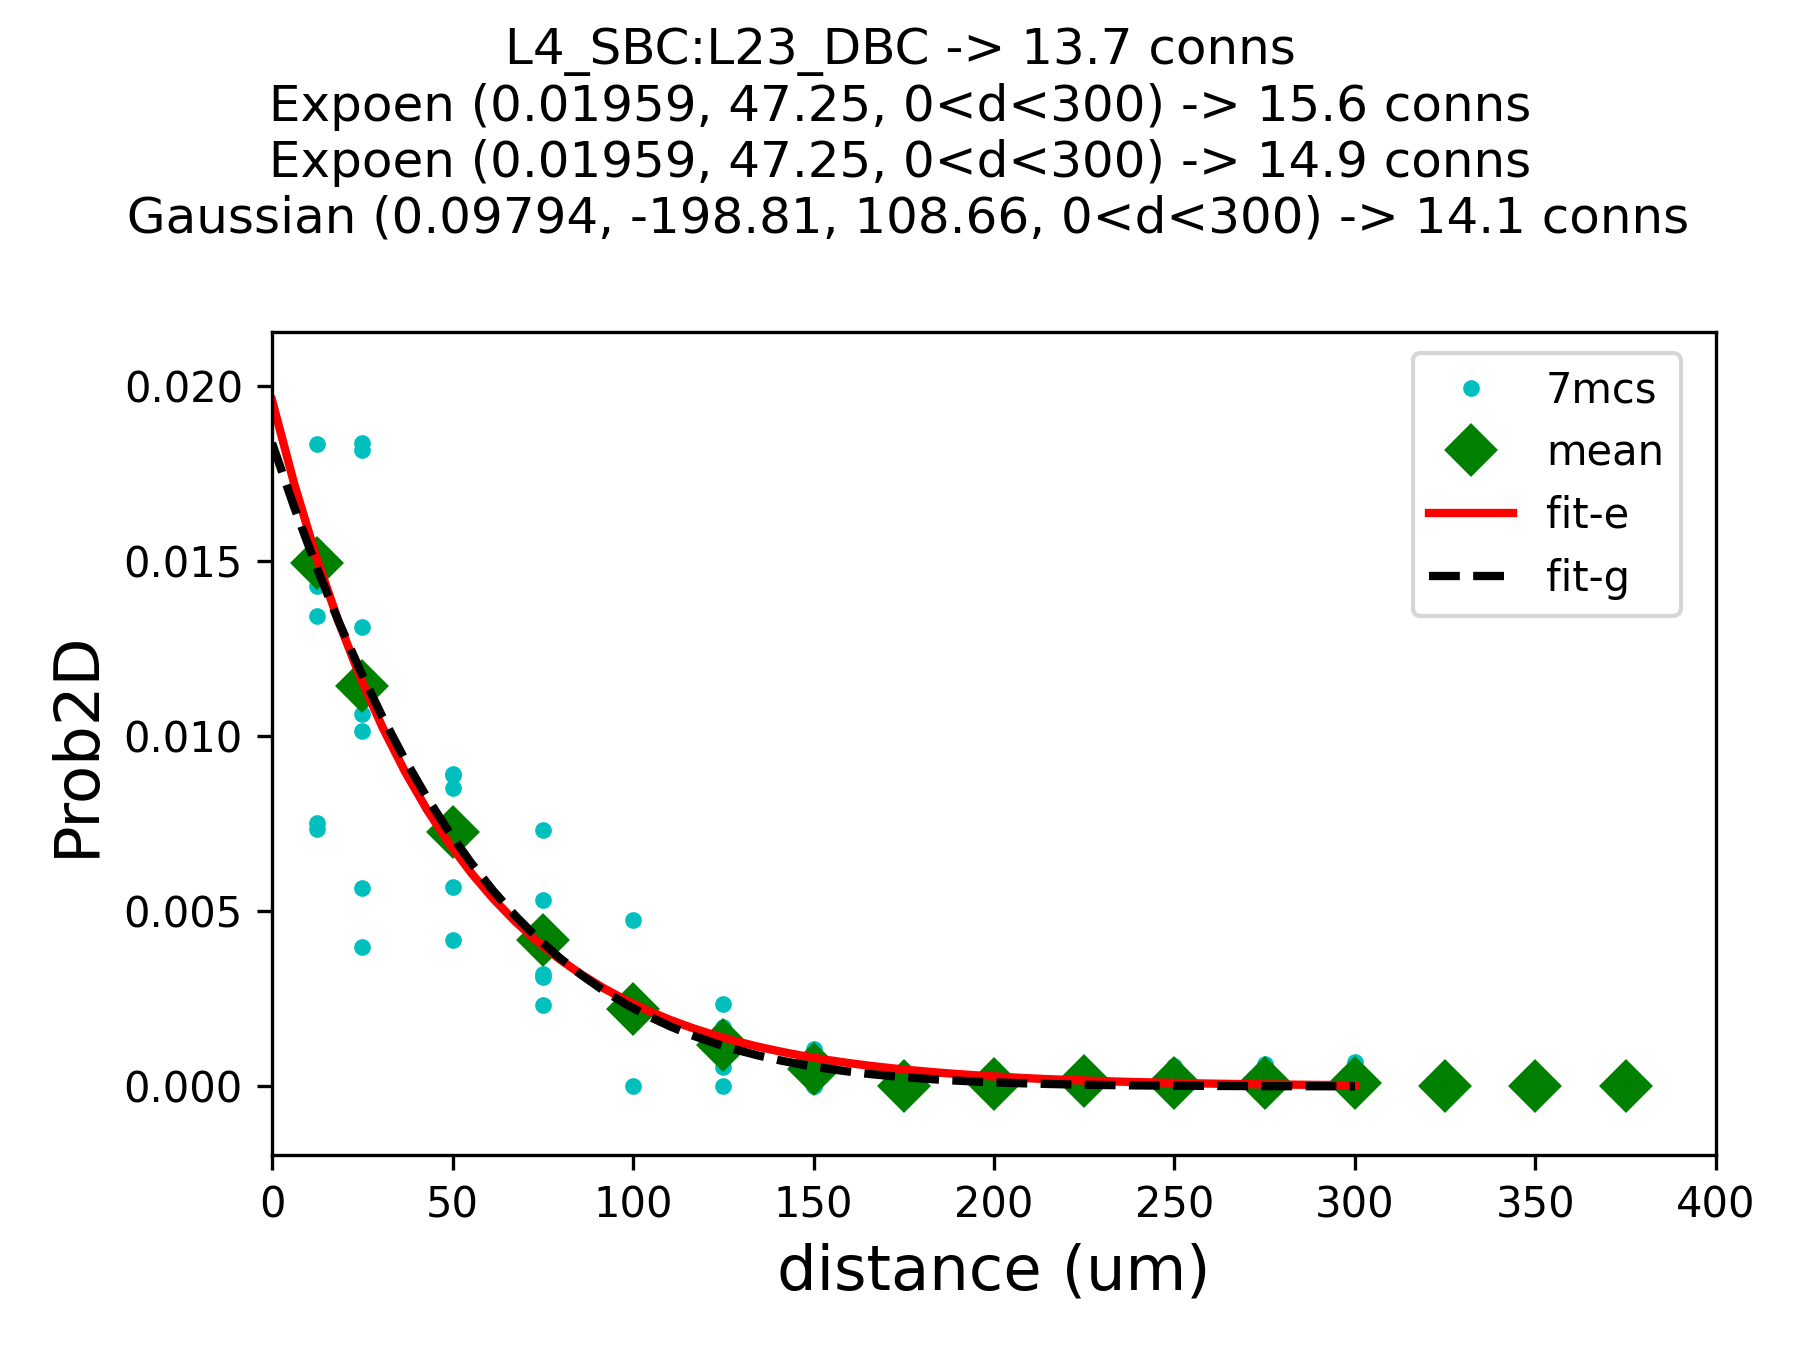 L4_SBC:L23_DBC -> 13.7 conns
Expoen (0.01959, 47.25, 0<d<300) -> 15.6 conns
Expoen (0.01959, 47.25, 0<d<300) -> 14.9 conns
Gaussian (0.09794, -198.81, 108.66, 0<d<300) -> 14.1 conns
7mcs
mean
fit-e
fit-g
Prob2D
0.020
0.015
0.010
0.005
0.000
0 50 100 150 200 250 300 350 400
distance (um)